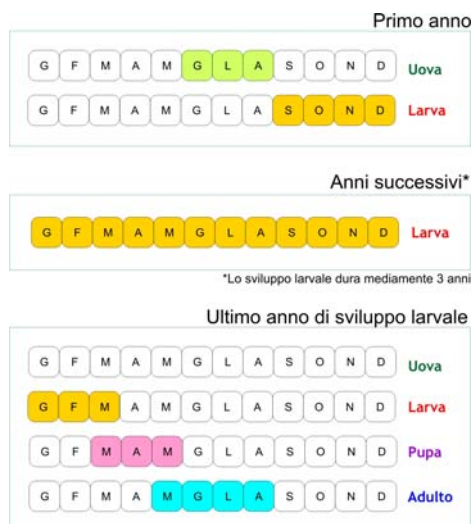 Primo anno
G F M A M G L A S O N D Uova
G F M A M G L A S O N D Larva
Anni successivi*
G F M A M G L A S O N D Larva
*Lo sviluppo larvale dura mediamente 3 anni
Ultimo anno di sviluppo larvale
G F M A M G L A S O N D Uova
G F M A M G L A S O N D Larva
G F M A M G L A S O N D Pupa
G F M A M G L A S O N D Adulto